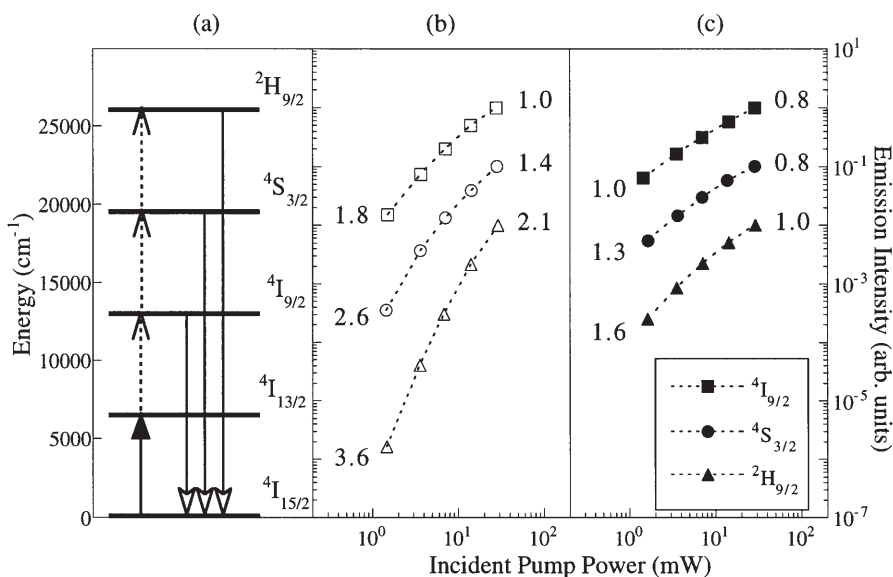 (a)
(b)
(c)
Energy (cm⁻¹)
25000
20000
15000
10000
5000
0
²H₉/₂
⁴S₃/₂
⁴I₉/₂
⁴I₁₃/₂
⁴I₁₅/₂
1.0
1.4
2.1
1.8
2.6
3.6
0.8
0.8
1.0
1.0
1.3
1.6
⁴I₉/₂
⁴S₃/₂
²H₉/₂
10¹
10⁻¹
10⁻³
10⁻⁵
10⁻⁷
Emission Intensity (arb. units)
10⁰ 10¹ 10² 10⁰ 10¹ 10²
Incident Pump Power (mW)